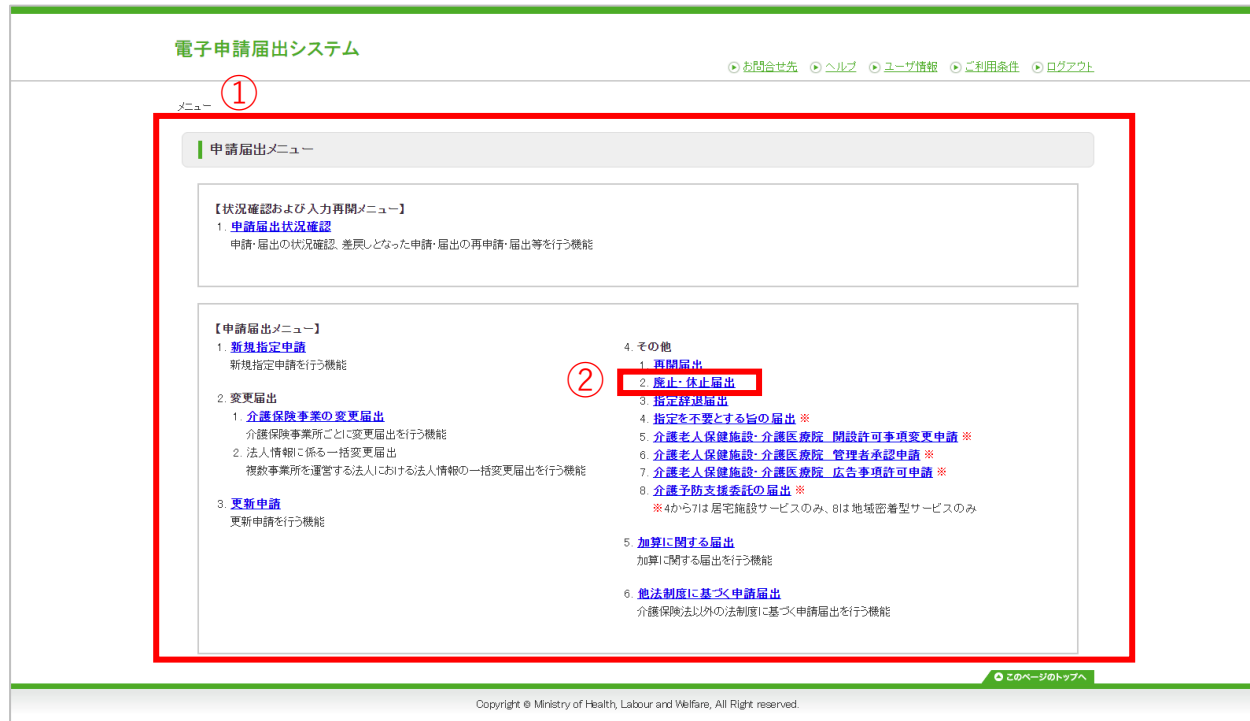 電子申請届出システム
お問合せ先 ヘルプ ユーザ情報 ご利用条件 ログアウト
①
メニュー
申請届出メニュー
【状況確認および入力再開メニュー】
1. 申請届出状況確認
申請・届出の状況確認、差戻しとなった申請・届出の再申請・届出等を行う機能
【申請届出メニュー】
1. 新規指定申請
新規指定申請を行う機能
2. 変更届出
1. 介護保険事業の変更届出
介護保険事業所ごとに変更届出を行う機能
2. 法人情報に係る一括変更届出
複数事業所を運営する法人における法人情報の一括変更届出を行う機能
3. 更新申請
更新申請を行う機能
4. その他
1. 再開届出
②
2. 廃止・休止届出
3. 指定辞退届出
4. 指定を不要とする旨の届出 ※
5. 介護老人保健施設・介護医療院 開設許可事項変更申請 ※
6. 介護老人保健施設・介護医療院 管理者承認申請 ※
7. 介護老人保健施設・介護医療院 広告事項許可申請 ※
8. 介護予防支援委託の届出 ※
※4から7は居宅施設サービスのみ、8は地域密着型サービスのみ
5. 加算に関する届出
加算に関する届出を行う機能
6. 他法制度に基づく申請届出
介護保険法以外の法制度に基づく申請届出を行う機能
このページのトップへ
Copyright © Ministry of Health, Labour and Welfare, All Right reserved.